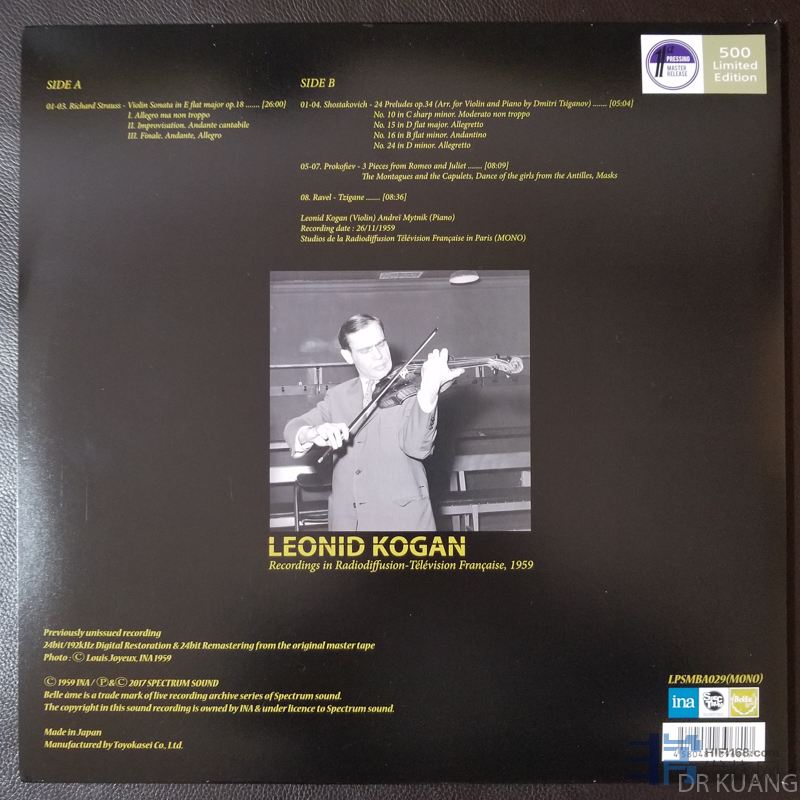 SIDE A
01-03. Richard Strauss - Violin Sonata in E flat major op.18 ...... [26:00]
I. Allegro ma non troppo
II. Improvisation. Andante cantabile
III. Finale. Andante, Allegro
SIDE B
01-04. Shostakovich - 24 Preludes op.34 (Arr. for Violin and Piano by Dmitri Tsiganov) ...... [05:04]
No. 10 in C sharp minor. Moderato non troppo
No. 15 in D flat major. Allegretto
No. 16 in B flat minor. Andantino
No. 24 in D minor. Allegretto
05-07. Prokofiev - 3 Pieces from Romeo and Juliet ...... [08:09]
The Montagues and the Capulets, Dance of the girls from the Antilles, Masks
08. Ravel - Tzigane ...... [08:36]
Leonid Kogan (Violin) Andreï Mytnik (Piano)
Recording date : 26/11/1959
Studios de la Radiodiffusion Télévision Française in Paris (MONO)
1st PRESSING
MASTER
RELEASE
500
Limited
Edition
LEONID KOGAN
Recordings in Radiodiffusion-Télévision Française, 1959
Previously unissued recording
24bit/192kHz Digital Restoration & 24bit Remastering from the original master tape
Photo : © Louis Joyeux, INA 1959
© 1959 INA / Ⓟ&© 2017 SPECTRUM SOUND
Belle âme is a trade mark of live recording archive series of Spectrum sound.
The copyright in this sound recording is owned by INA & under licence to Spectrum sound.
Made in Japan
Manufactured by Toyokasei Co., Ltd.
LPSMBA029(MONO)
ina
Belle
HIFI168.com
DR KUANG